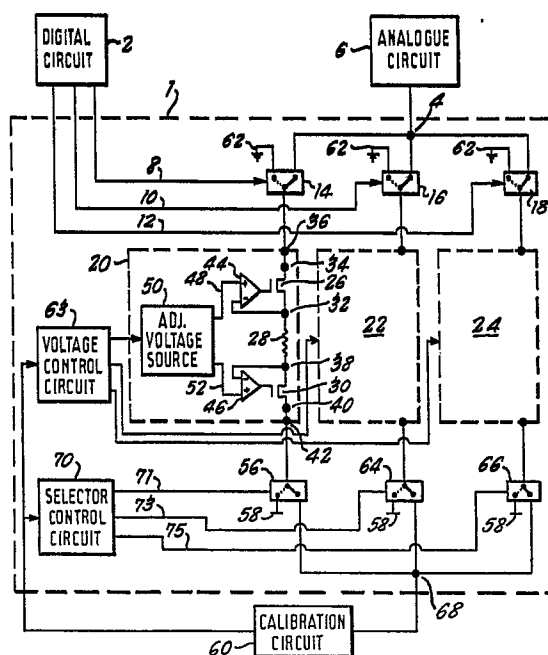 DIGITAL
CIRCUIT
2
6
ANALOGUE
CIRCUIT
1
4
62
62
62
8
14
10
16
12
18
36
20
34
44
26
50
48
32
63
ADJ.
VOLTAGE
SOURCE
28
22
24
VOLTAGE
CONTROL
CIRCUIT
38
52
30
40
46
42
70
56
64
66
71
SELECTOR
CONTROL
CIRCUIT
73
58
58
58
75
68
60
CALIBRATION
CIRCUIT